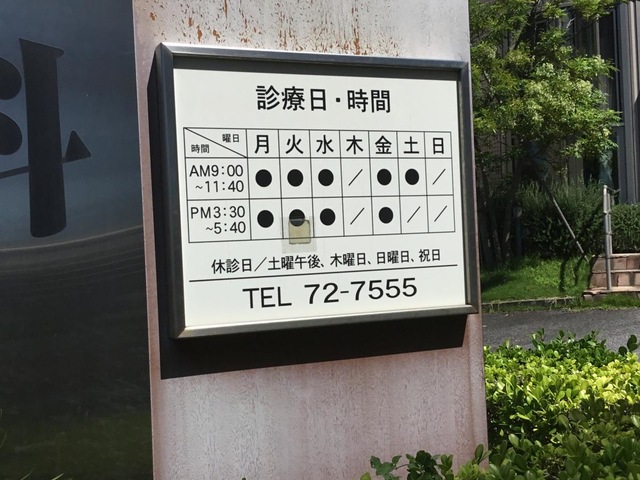 診療日・時間
曜日 時間 月 火 水 木 金 土 日
AM9:00 ~11:40 ● ● ● / ● ● /
PM3:30 ~5:40 ● ● ● / ● / /
休診日/土曜午後、木曜日、日曜日、祝日
TEL 72-7555